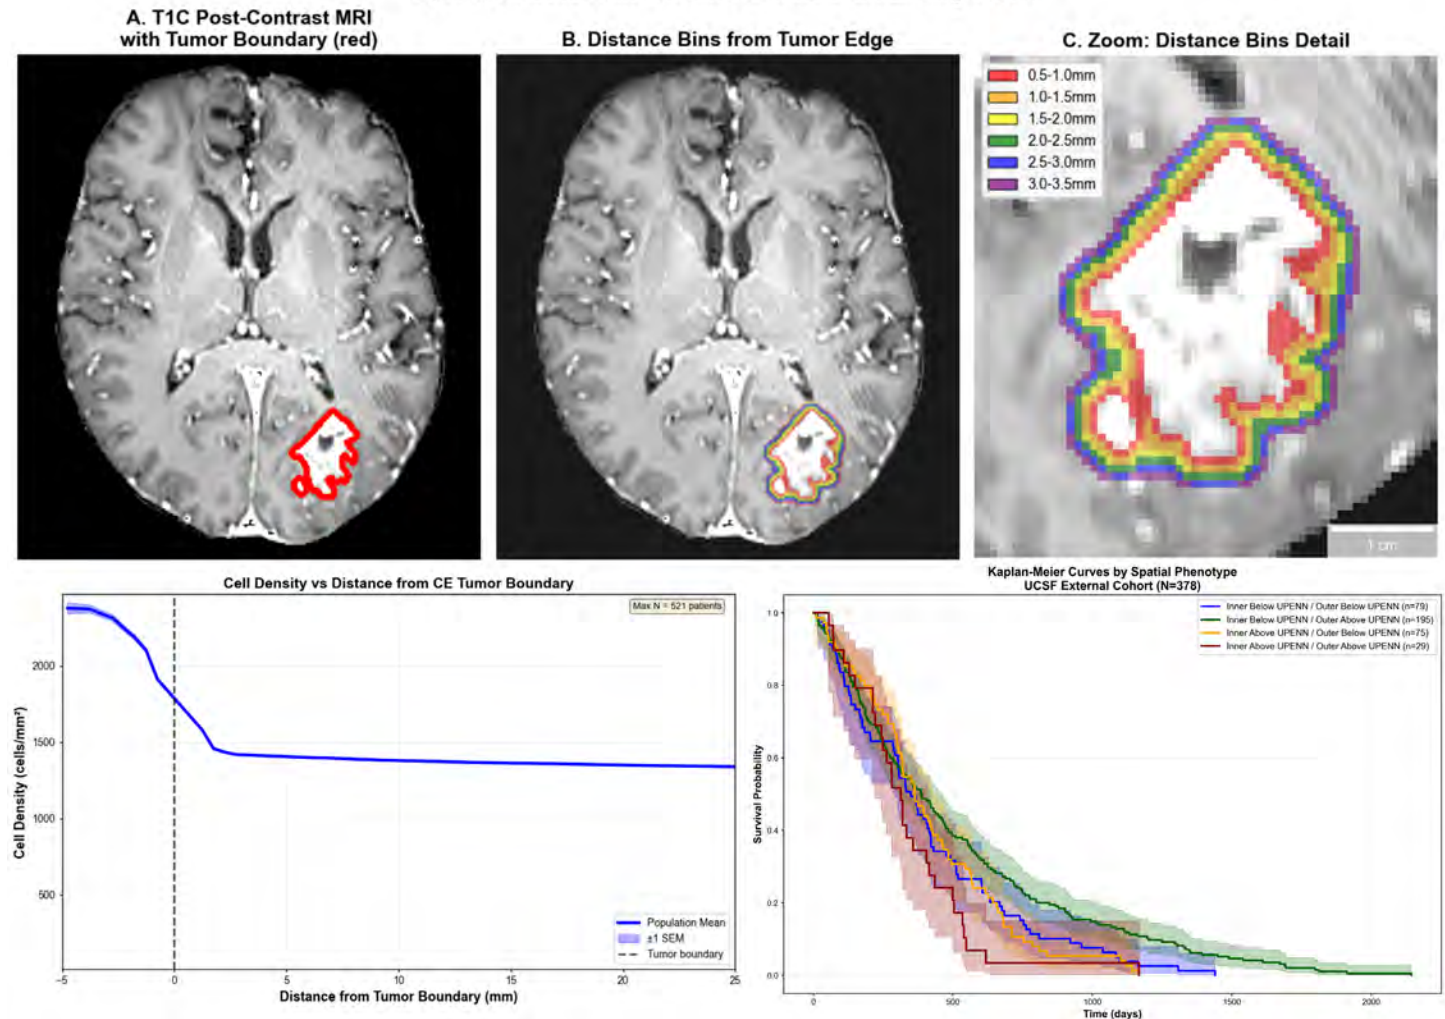 A. T1C Post-Contrast MRI
with Tumor Boundary (red)
B. Distance Bins from Tumor Edge
C. Zoom: Distance Bins Detail
0.5-1.0mm
1.0-1.5mm
1.5-2.0mm
2.0-2.5mm
2.5-3.0mm
3.0-3.5mm
1 cm
Cell Density vs Distance from CE Tumor Boundary
Max N = 521 patients
Cell Density (cells/mm²)
2000
1500
1000
500
Population Mean
±1 SEM
Tumor boundary
−5
0
5
10
15
20
25
Distance from Tumor Boundary (mm)
Kaplan-Meier Curves by Spatial Phenotype
UCSF External Cohort (N=378)
Inner Below UPENN / Outer Below UPENN (n=79)
Inner Below UPENN / Outer Above UPENN (n=195)
Inner Above UPENN / Outer Below UPENN (n=75)
Inner Above UPENN / Outer Above UPENN (n=29)
Survival Probability
1.0
0.8
0.6
0.4
0.2
0.0
0
500
1000
1500
2000
Time (days)